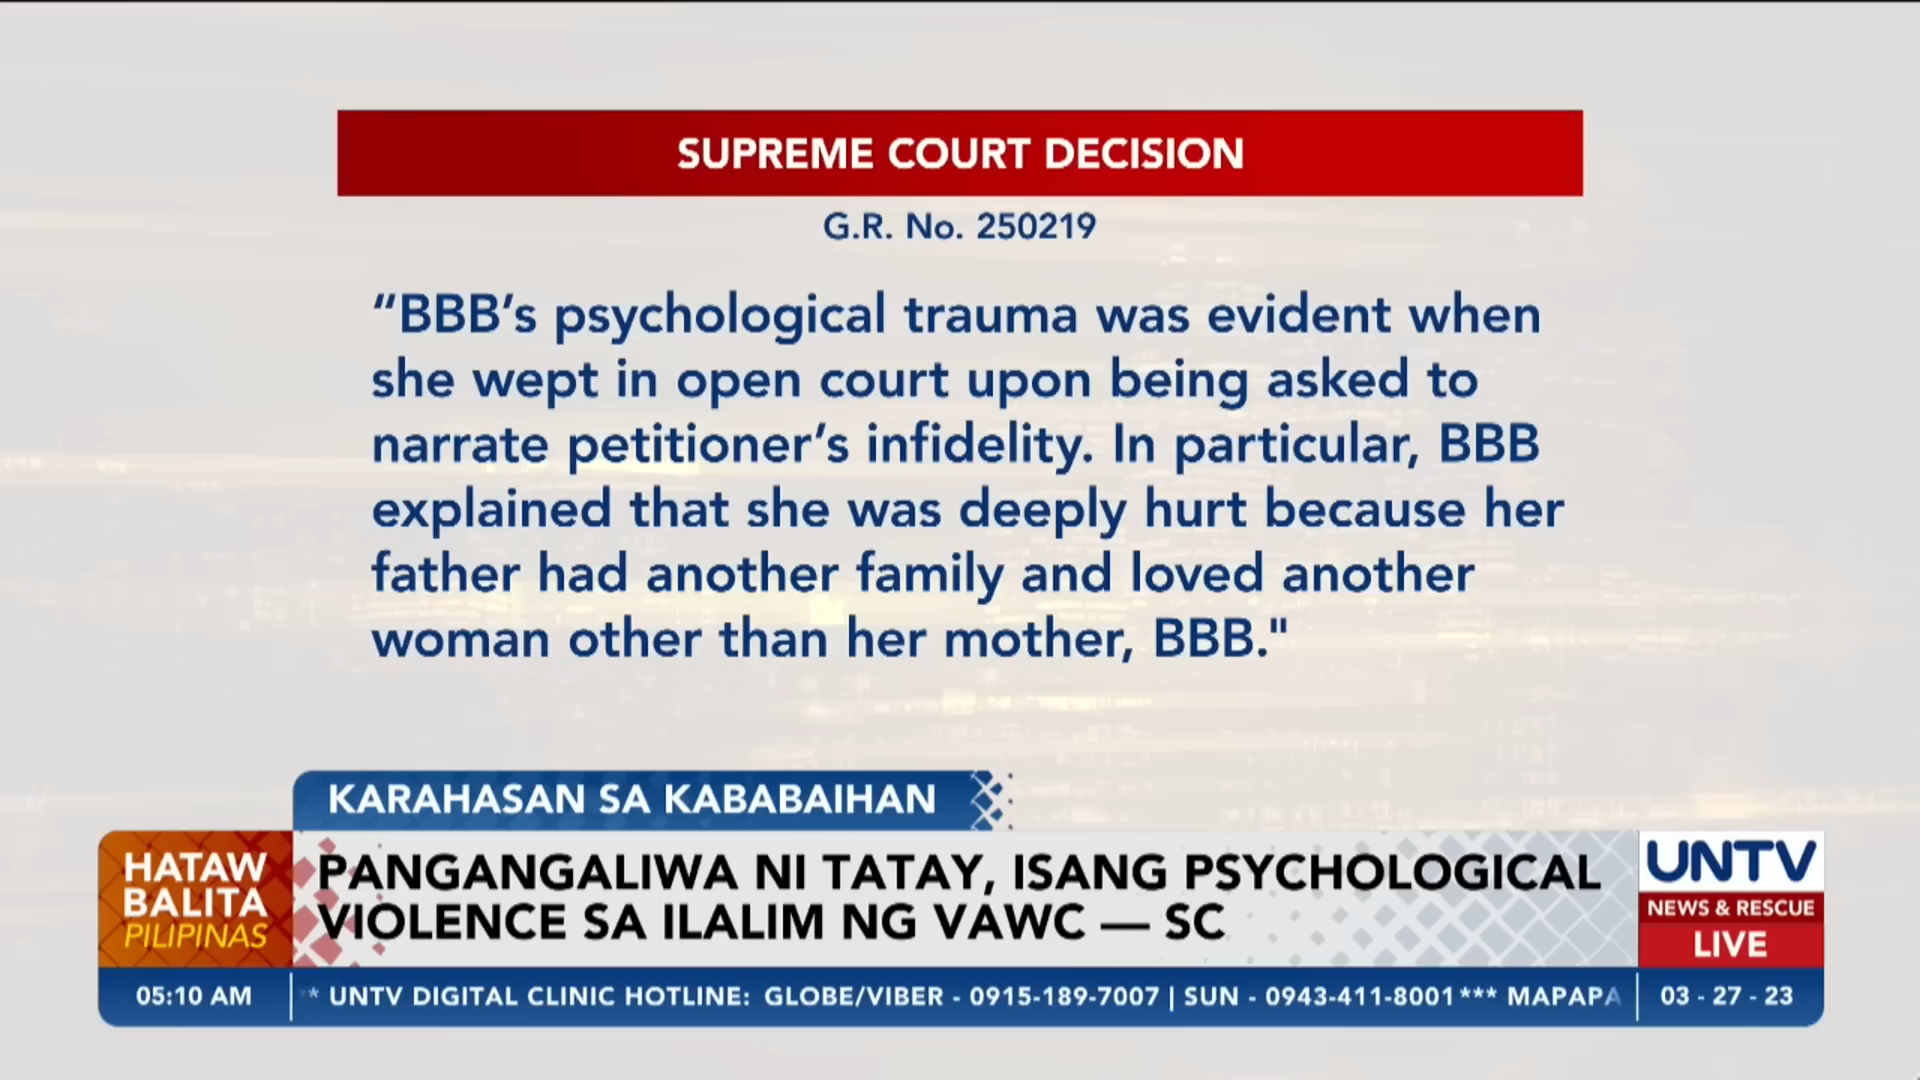 SUPREME COURT DECISION
G.R. No. 250219
“BBB’s psychological trauma was evident when
she wept in open court upon being asked to
narrate petitioner’s infidelity. In particular, BBB
explained that she was deeply hurt because her
father had another family and loved another
woman other than her mother, BBB."
KARAHASAN SA KABABAIHAN
HATAW
BALITA
PILIPINAS
PANGANGALIWA NI TATAY, ISANG PSYCHOLOGICAL
VIOLENCE SA ILALIM NG VAWC — SC
UNTV
NEWS & RESCUE
LIVE
05:10 AM
** UNTV DIGITAL CLINIC HOTLINE: GLOBE/VIBER - 0915-189-7007 | SUN - 0943-411-8001*** MAPAPA
03 - 27 - 23